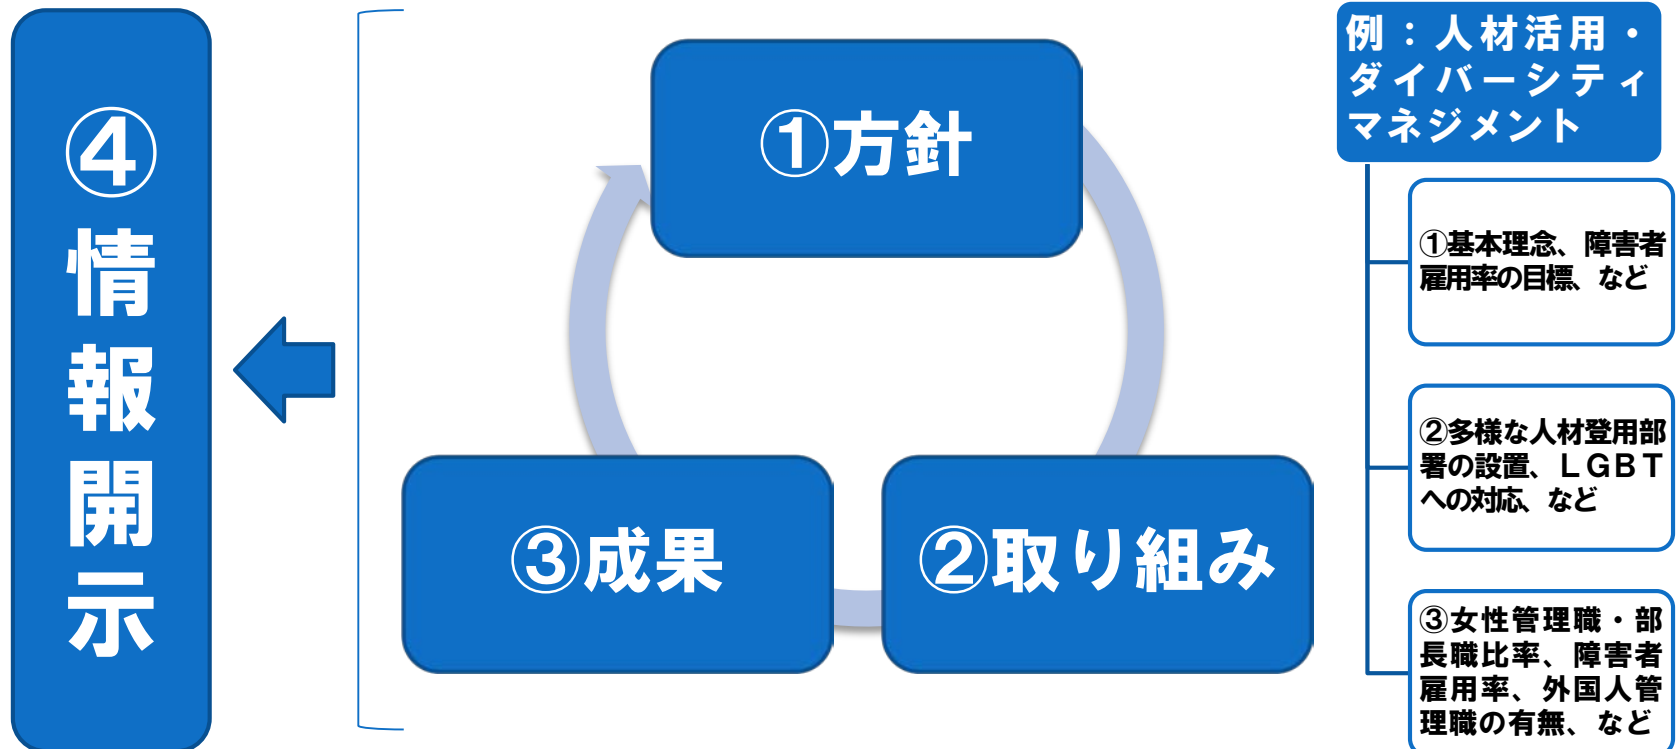 ④情報開示
①方針
③成果
②取り組み
例：人材活用・
ダイバーシティ
マネジメント
①基本理念、障害者
雇用率の目標、など
②多様な人材登用部
署の設置、ＬＧＢＴ
への対応、など
③女性管理職・部
長職比率、障害者
雇用率、外国人管
理職の有無、など